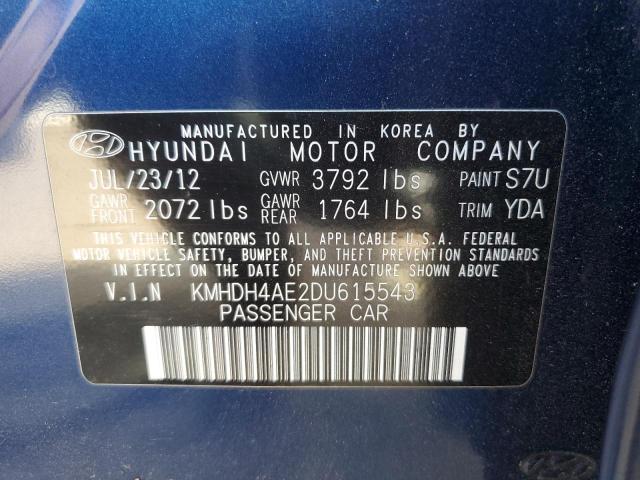 MANUFACTURED IN KOREA BY
HYUNDAI MOTOR COMPANY
JUL/23/12 GVWR 3792 lbs PAINT S7U
GAWR FRONT 2072 lbs GAWR REAR 1764 lbs TRIM YDA
THIS VEHICLE CONFORMS TO ALL APPLICABLE U.S.A. FEDERAL
MOTOR VEHICLE SAFETY, BUMPER, AND THEFT PREVENTION STANDARDS
IN EFFECT ON THE DATE OF MANUFACTURE SHOWN ABOVE
V.I.N KMHDH4AE2DU615543
PASSENGER CAR